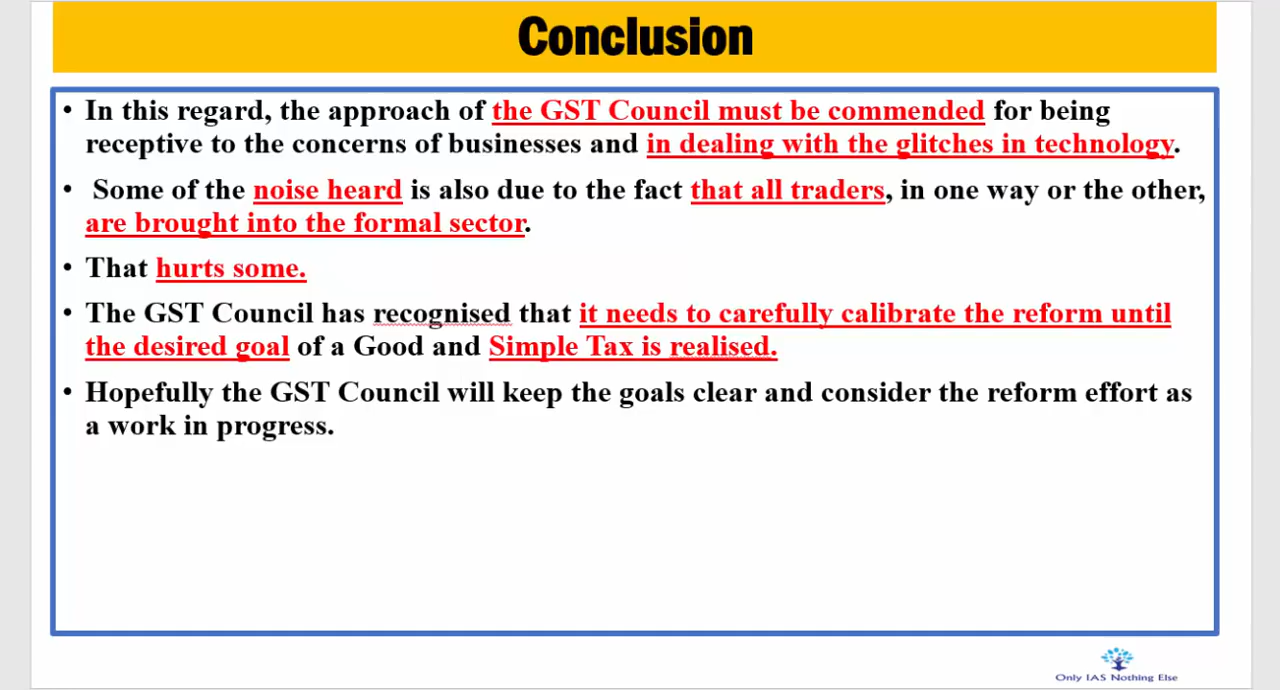 Conclusion
• In this regard, the approach of the GST Council must be commended for being
receptive to the concerns of businesses and in dealing with the glitches in technology.
• Some of the noise heard is also due to the fact that all traders, in one way or the other,
are brought into the formal sector.
• That hurts some.
• The GST Council has recognised that it needs to carefully calibrate the reform until
the desired goal of a Good and Simple Tax is realised.
• Hopefully the GST Council will keep the goals clear and consider the reform effort as
a work in progress.
Only IAS Nothing Else